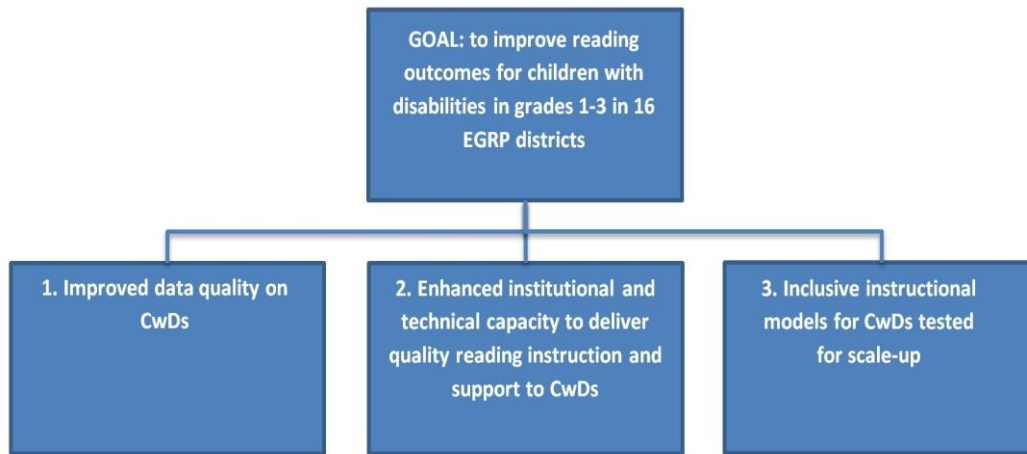 GOAL: to improve reading
outcomes for children with
disabilities in grades 1-3 in 16
EGRP districts
1. Improved data quality on
CwDs
2. Enhanced institutional and
technical capacity to deliver
quality reading instruction and
support to CwDs
3. Inclusive instructional
models for CwDs tested
for scale-up